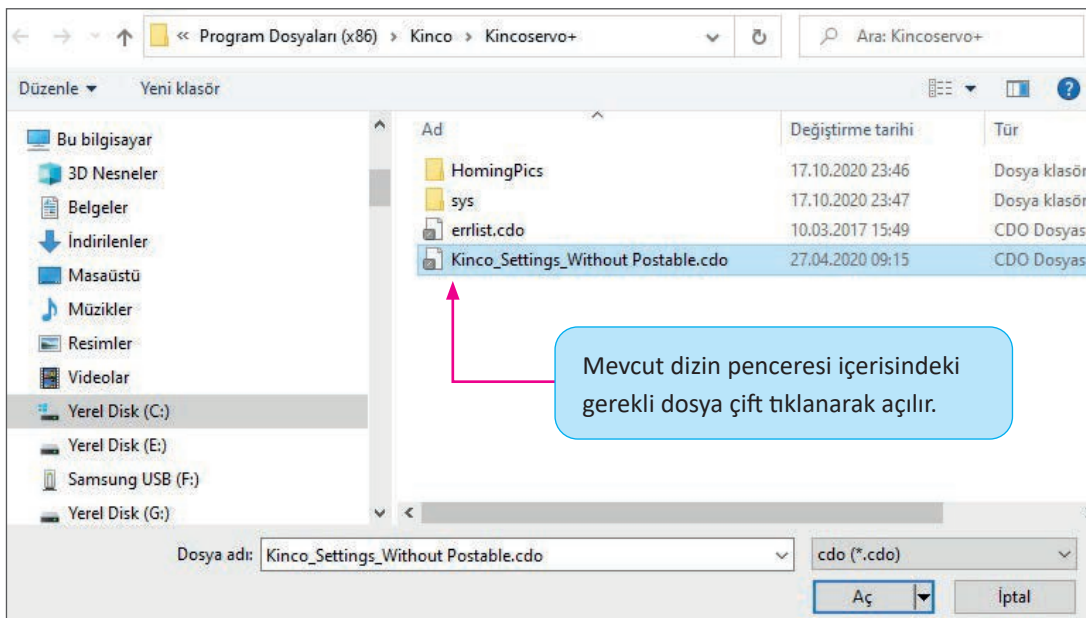 « Program Dosyaları (x86) › Kinco › Kincoservo+
Ara: Kincoservo+
Düzenle
Yeni klasör
?
Bu bilgisayar
3D Nesneler
Belgeler
İndirilenler
Masaüstü
Müzikler
Resimler
Videolar
Yerel Disk (C:)
Yerel Disk (E:)
Samsung USB (F:)
Yerel Disk (G:)
Ad Değiştirme tarihi Tür
HomingPics 17.10.2020 23:46 Dosya klasör
sys 17.10.2020 23:47 Dosya klasör
errlist.cdo 10.03.2017 15:49 CDO Dosyas
Kinco_Settings_Without Postable.cdo 27.04.2020 09:15 CDO Dosyas
Mevcut dizin penceresi içerisindeki
gerekli dosya çift tıklanarak açılır.
Dosya adı: Kinco_Settings_Without Postable.cdo cdo (*.cdo)
Aç İptal